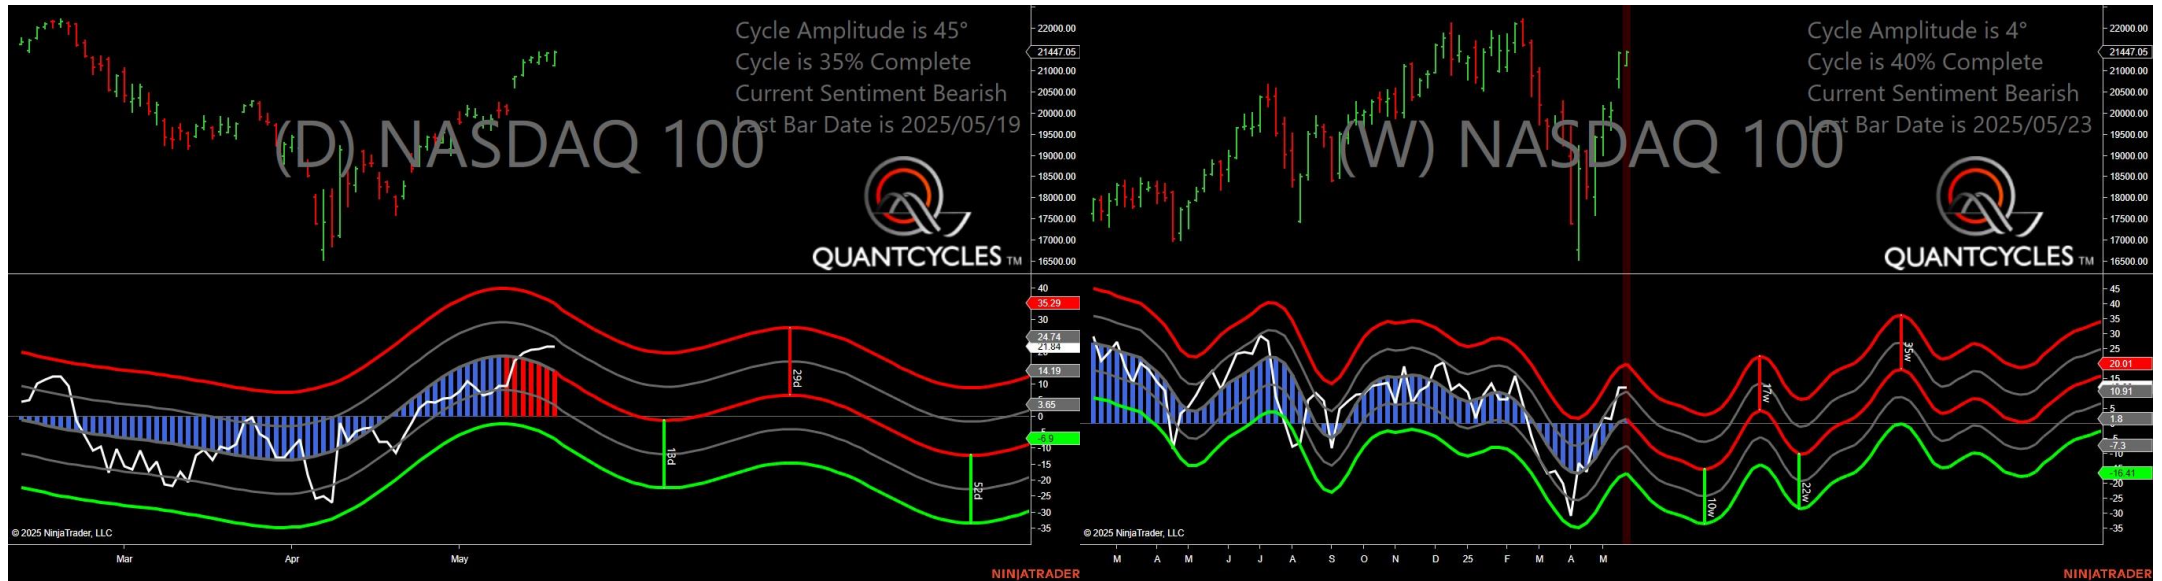 Cycle Amplitude is 45°
Cycle is 35% Complete
Current Sentiment Bearish
Last Bar Date is 2025/05/19
(D) NASDAQ 100
QUANTCYCLES TM
22000.00
21447.05
21000.00
20500.00
20000.00
19500.00
19000.00
18500.00
18000.00
17500.00
17000.00
16500.00
40
35.29
30
24.74
21.84
14.19
10
3.65
0
-6.9
-10
-15
-20
-25
-30
-35
29d
18d
52d
© 2025 NinjaTrader, LLC
Mar
Apr
May
NINJATRADER
Cycle Amplitude is 4°
Cycle is 40% Complete
Current Sentiment Bearish
Last Bar Date is 2025/05/23
(W) NASDAQ 100
QUANTCYCLES TM
22000.00
21447.05
21000.00
20500.00
20000.00
19500.00
19000.00
18500.00
18000.00
17500.00
17000.00
16500.00
45
40
35
30
25
20.01
15
10.91
5
1.8
-7.3
-10
-16.41
-20
-25
-30
-35
10w
17w
22w
35w
© 2025 NinjaTrader, LLC
M A M J J A S O N D 25 F M A M
NINJATRADER